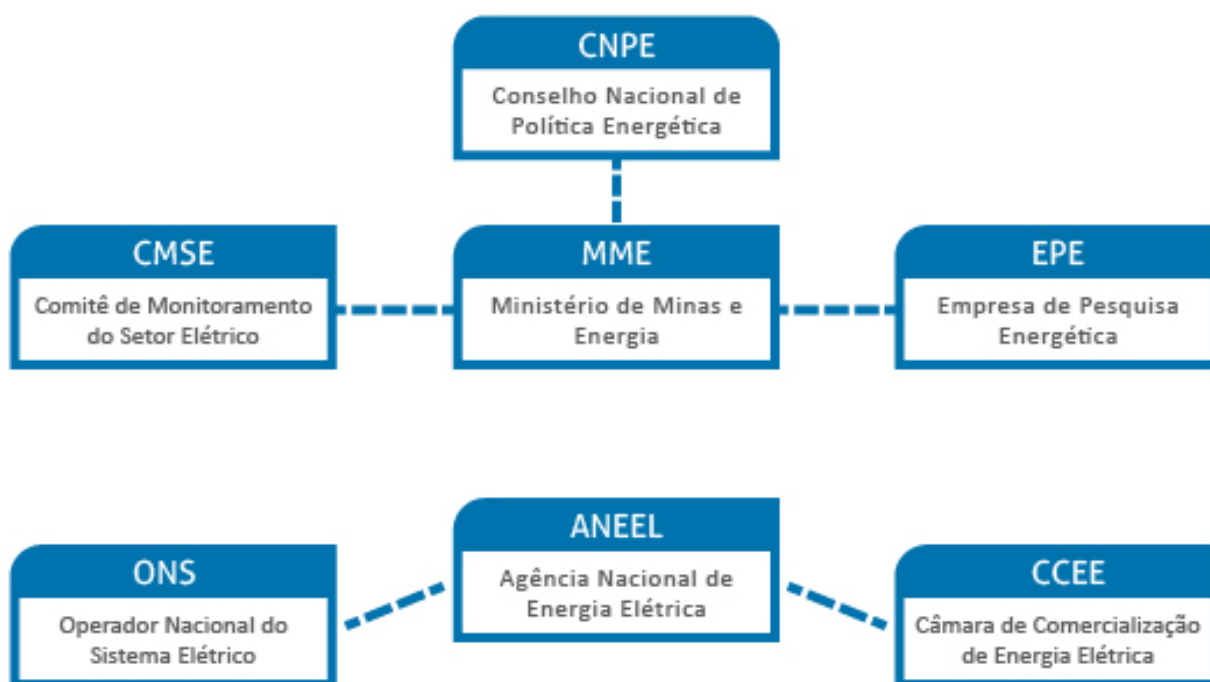 CNPE
Conselho Nacional de
Política Energética
CMSE
Comitê de Monitoramento
do Setor Elétrico
MME
Ministério de Minas e
Energia
EPE
Empresa de Pesquisa
Energética
ONS
Operador Nacional do
Sistema Elétrico
ANEEL
Agência Nacional de
Energia Elétrica
CCEE
Câmara de Comercialização
de Energia Elétrica